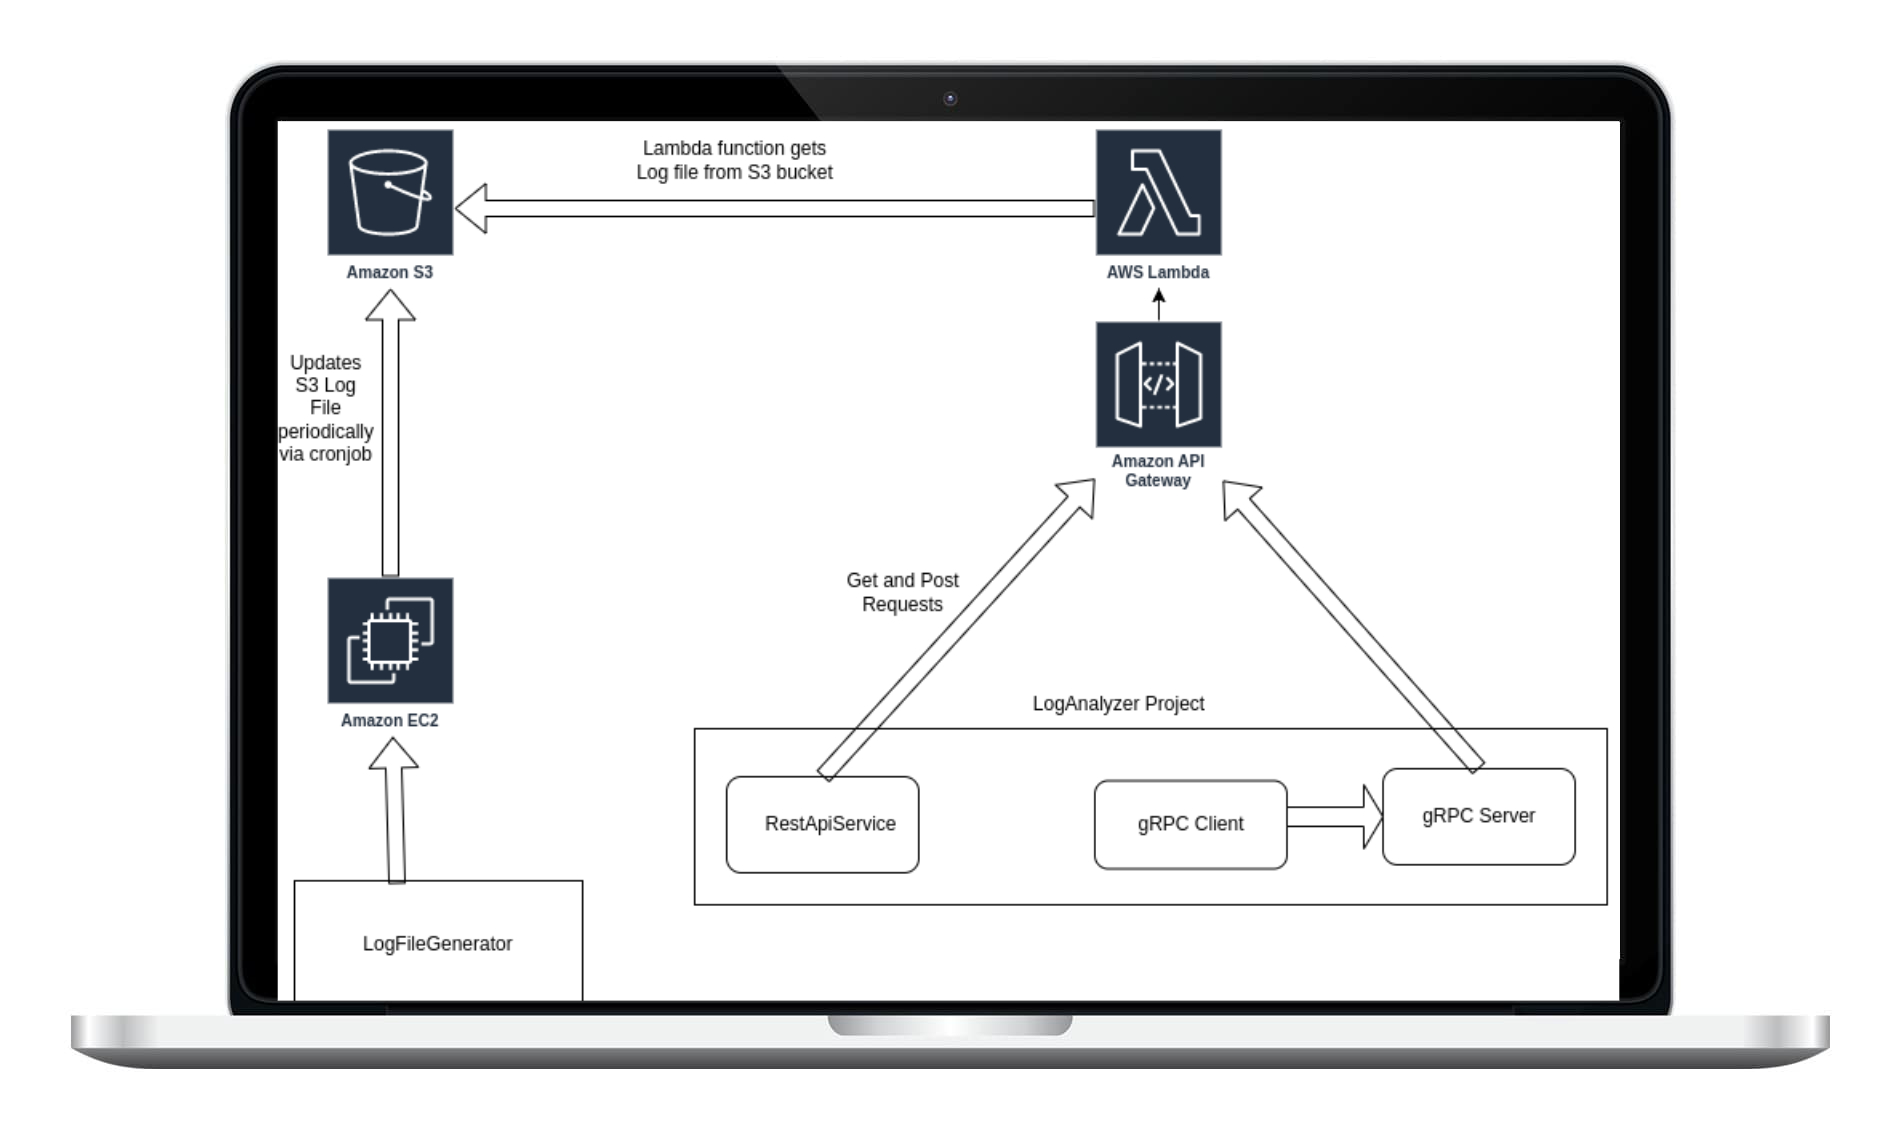 Lambda function gets
Log file from S3 bucket
Amazon S3
AWS Lambda
Updates
S3 Log
File
periodically
via cronjob
</>
Amazon API
Gateway
Get and Post
Requests
Amazon EC2
LogAnalyzer Project
RestApiService
gRPC Client
gRPC Server
LogFileGenerator